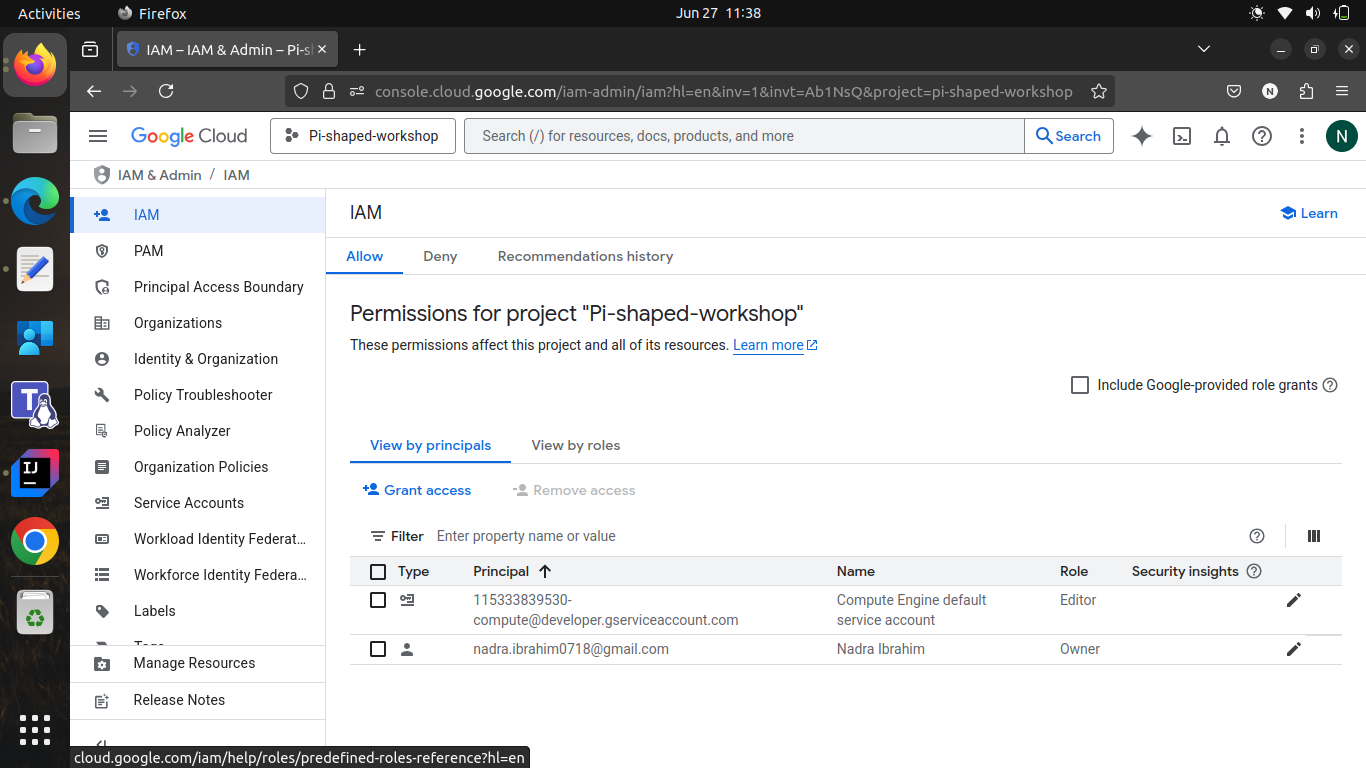 Activities
Firefox
Jun 27 11:38
IAM – IAM & Admin – Pi-s
console.cloud.google.com/iam-admin/iam?hl=en&inv=1&invt=Ab1NsQ&project=pi-shaped-workshop
N
Google Cloud
Pi-shaped-workshop
Search (/) for resources, docs, products, and more
Search
N
IAM & Admin / IAM
IAM
PAM
Principal Access Boundary
Organizations
Identity & Organization
Policy Troubleshooter
Policy Analyzer
Organization Policies
Service Accounts
Workload Identity Federat...
Workforce Identity Federa...
Labels
Tags
Manage Resources
Release Notes
IAM
Learn
Allow
Deny
Recommendations history
Permissions for project "Pi-shaped-workshop"
These permissions affect this project and all of its resources. Learn more
Include Google-provided role grants
View by principals
View by roles
Grant access
Remove access
Filter Enter property name or value
Type Principal Name Role Security insights
115333839530-
compute@developer.gserviceaccount.com
Compute Engine default
service account
Editor
nadra.ibrahim0718@gmail.com Nadra Ibrahim Owner
T
IJ
cloud.google.com/iam/help/roles/predefined-roles-reference?hl=en